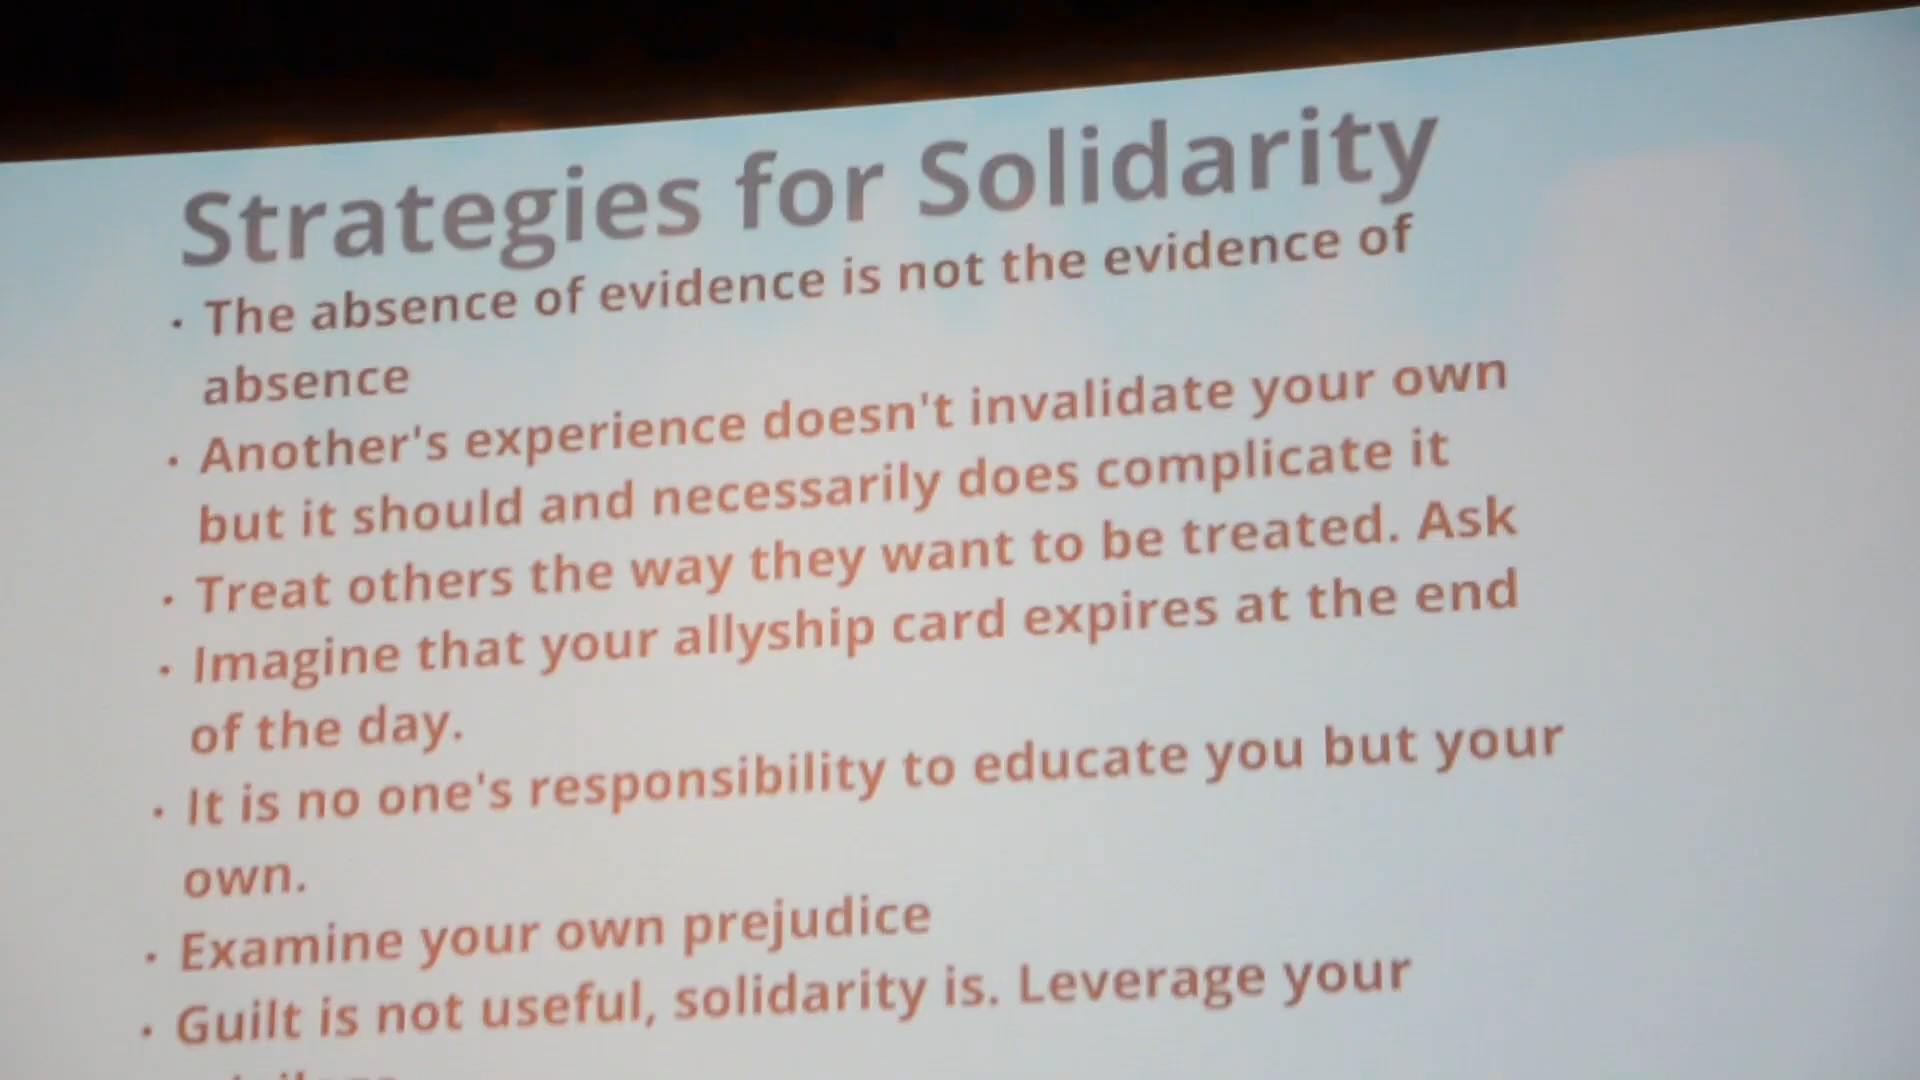 Strategies for Solidarity
· The absence of evidence is not the evidence of
absence
· Another's experience doesn't invalidate your own
but it should and necessarily does complicate it
· Treat others the way they want to be treated. Ask
· Imagine that your allyship card expires at the end
of the day.
· It is no one's responsibility to educate you but your
own.
· Examine your own prejudice
· Guilt is not useful, solidarity is. Leverage your